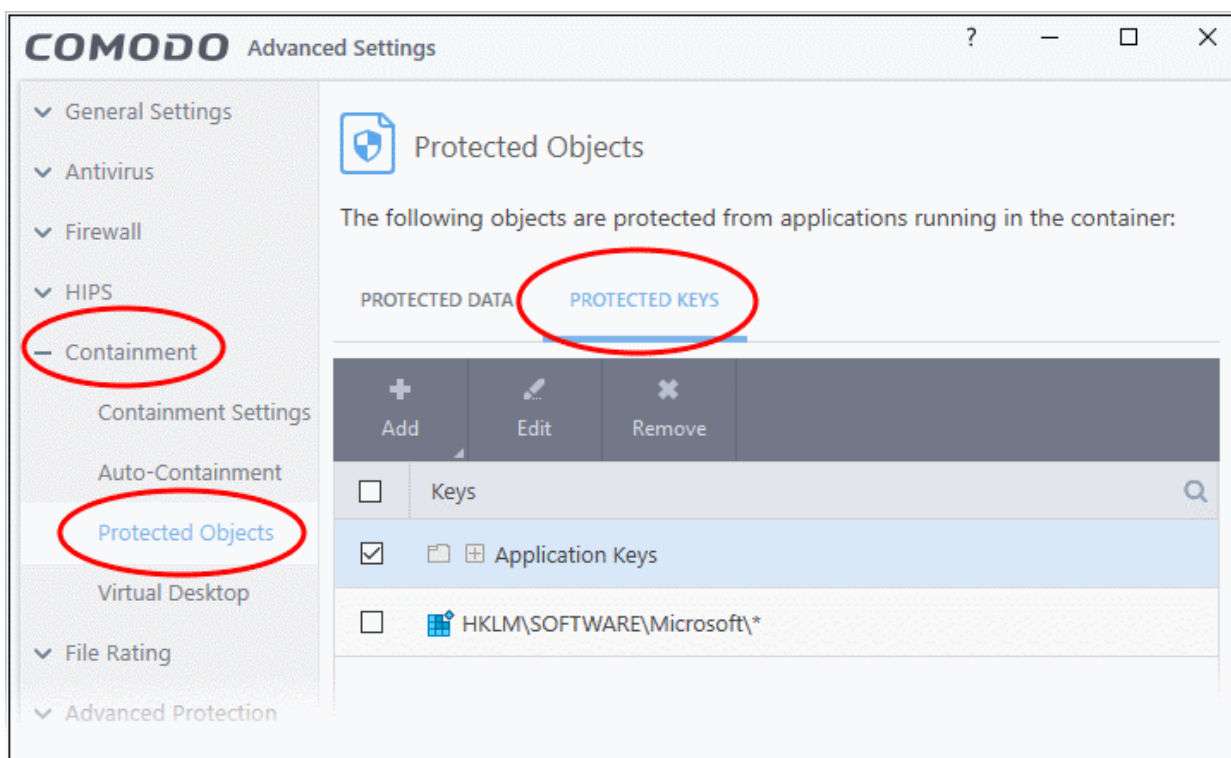 COMODO Advanced Settings ?
General Settings
Antivirus
Firewall
HIPS
Containment
Containment Settings
Auto-Containment
Protected Objects
Virtual Desktop
File Rating
Advanced Protection
Protected Objects
The following objects are protected from applications running in the container:
PROTECTED DATA PROTECTED KEYS
Add Edit Remove
Keys
Application Keys
HKLM\SOFTWARE\Microsoft\*